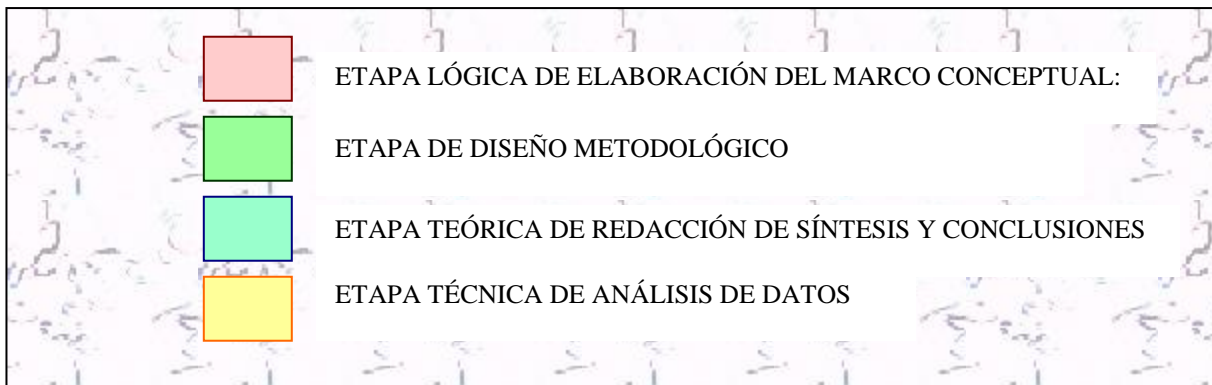 ETAPA LÓGICA DE ELABORACIÓN DEL MARCO CONCEPTUAL:
ETAPA DE DISEÑO METODOLÓGICO
ETAPA TEÓRICA DE REDACCIÓN DE SÍNTESIS Y CONCLUSIONES
ETAPA TÉCNICA DE ANÁLISIS DE DATOS